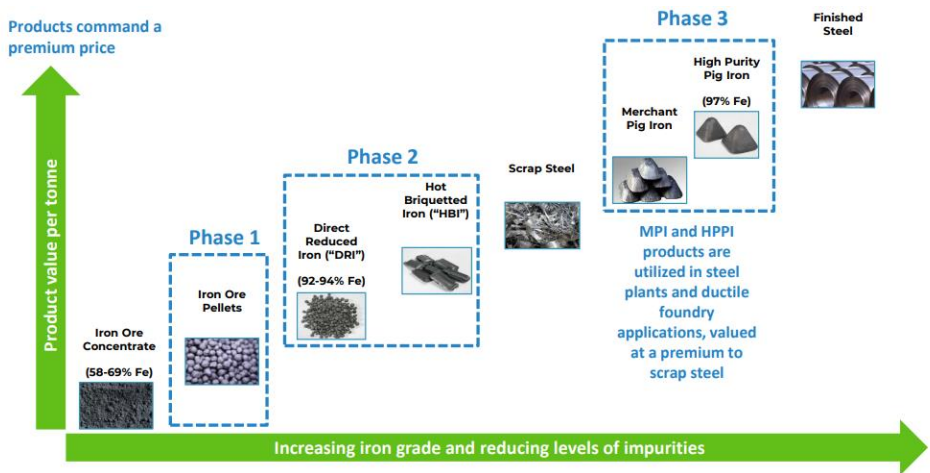 Products command a
premium price
Product value per tonne
Iron Ore
Concentrate
(58-69% Fe)
Phase 1
Iron Ore
Pellets
Phase 2
Direct
Reduced
Iron (“DRI”)
(92-94% Fe)
Hot
Briquetted
Iron (“HBI”)
Scrap Steel
Phase 3
Merchant
Pig Iron
High Purity
Pig Iron
(97% Fe)
MPI and HPPI
products are
utilized in steel
plants and ductile
foundry
applications, valued
at a premium to
scrap steel
Finished
Steel
Increasing iron grade and reducing levels of impurities